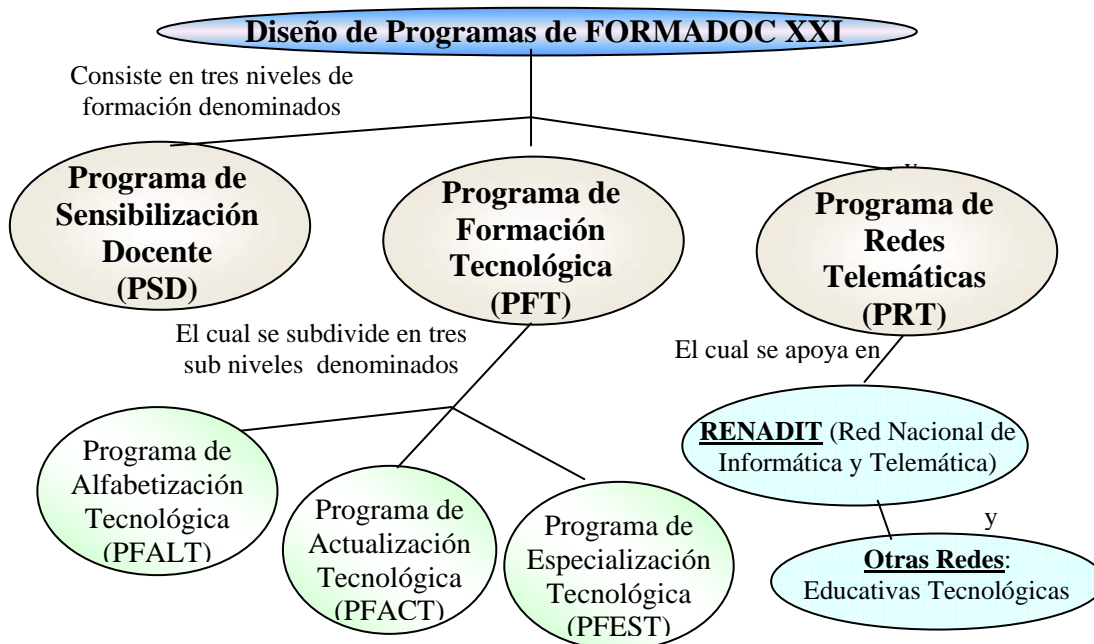 Diseño de Programas de FORMADOC XXI
Consiste en tres niveles de
formación denominados
Programa de
Sensibilización
Docente
(PSD)
Programa de
Formación
Tecnológica
(PFT)
Programa de
Redes
Telemáticas
(PRT)
El cual se subdivide en tres
sub niveles denominados
El cual se apoya en
Programa de
Alfabetización
Tecnológica
(PFALT)
Programa de
Actualización
Tecnológica
(PFACT)
Programa de
Especialización
Tecnológica
(PFEST)
RENADIT (Red Nacional de
Informática y Telemática)
y
Otras Redes:
Educativas Tecnológicas